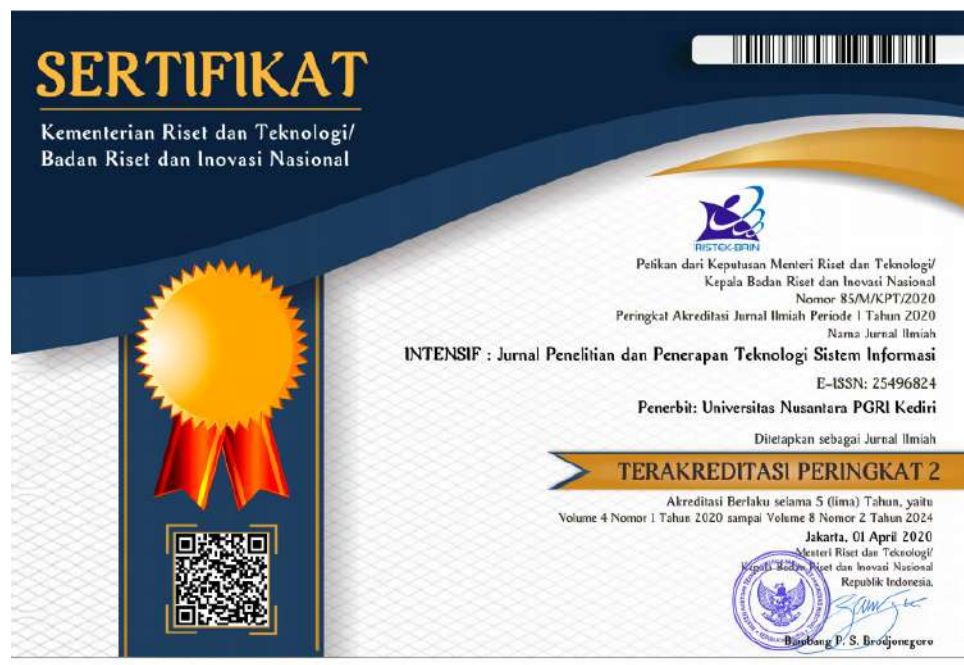 SERTIFIKAT
Kementerian Riset dan Teknologi/
Badan Riset dan Inovasi Nasional
RISTEK-BRIN
Petikan dari Keputusan Menteri Riset dan Teknologi/
Kepala Badan Riset dan Inovasi Nasional
Nomor 85/M/KPT/2020
Peringkat Akreditasi Jurnal Ilmiah Periode I Tahun 2020
Nama Jurnal Ilmiah
INTENSIF : Jurnal Penelitian dan Penerapan Teknologi Sistem Informasi
E-ISSN: 25496824
Penerbit: Universitas Nusantara PGRI Kediri
Ditetapkan sebagai Jurnal Ilmiah
TERAKREDITASI PERINGKAT 2
Akreditasi Berlaku selama 5 (lima) Tahun, yaitu
Volume 4 Nomor 1 Tahun 2020 sampai Volume 8 Nomor 2 Tahun 2024
Jakarta, 01 April 2020
Menteri Riset dan Teknologi/
Kepala Badan Riset dan Inovasi Nasional
Republik Indonesia,
Bambang P. S. Brodjonegoro